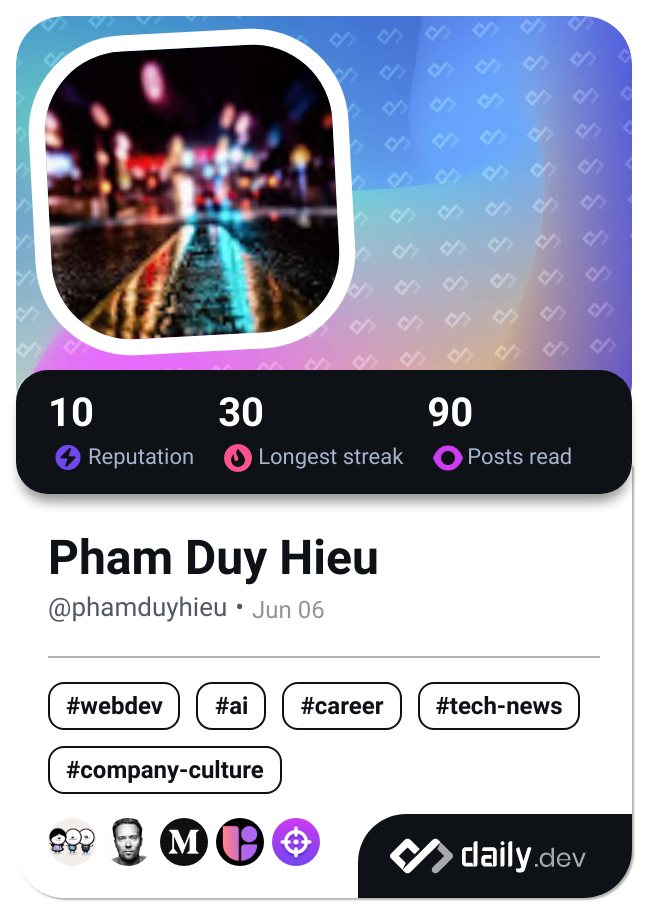 10 30 90
Reputation Longest streak Posts read
Pham Duy Hieu
@phamduyhieu • Jun 06
#webdev #ai #career #tech-news
#company-culture
M
daily.dev